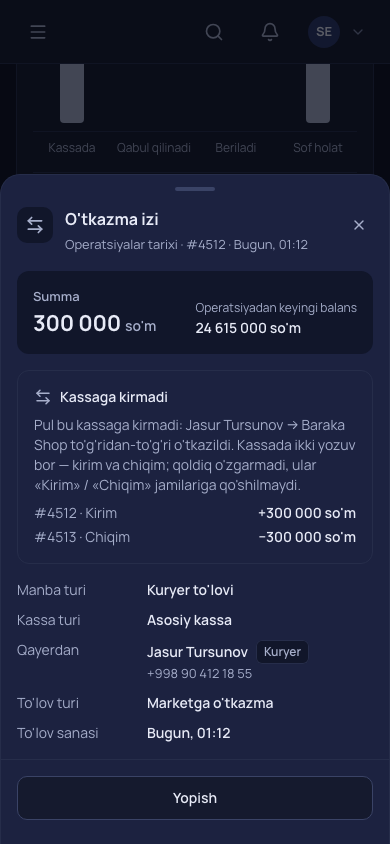 SE
Kassada Qabul qilinadi Beriladi Sof holat
O'tkazma izi
Operatsiyalar tarixi · #4512 · Bugun, 01:12
Summa
300 000 so'm
Operatsiyadan keyingi balans
24 615 000 so'm
Kassaga kirmadi
Pul bu kassaga kirmadi: Jasur Tursunov → Baraka
Shop to'g'ridan-to'g'ri o'tkazildi. Kassada ikki yozuv
bor — kirim va chiqim; qoldiq o'zgarmadi, ular
«Kirim» / «Chiqim» jamilariga qo'shilmaydi.
#4512 · Kirim +300 000 so'm
#4513 · Chiqim −300 000 so'm
Manba turi Kuryer to'lovi
Kassa turi Asosiy kassa
Qayerdan Jasur Tursunov Kuryer
+998 90 412 18 55
To'lov turi Marketga o'tkazma
To'lov sanasi Bugun, 01:12
Yopish